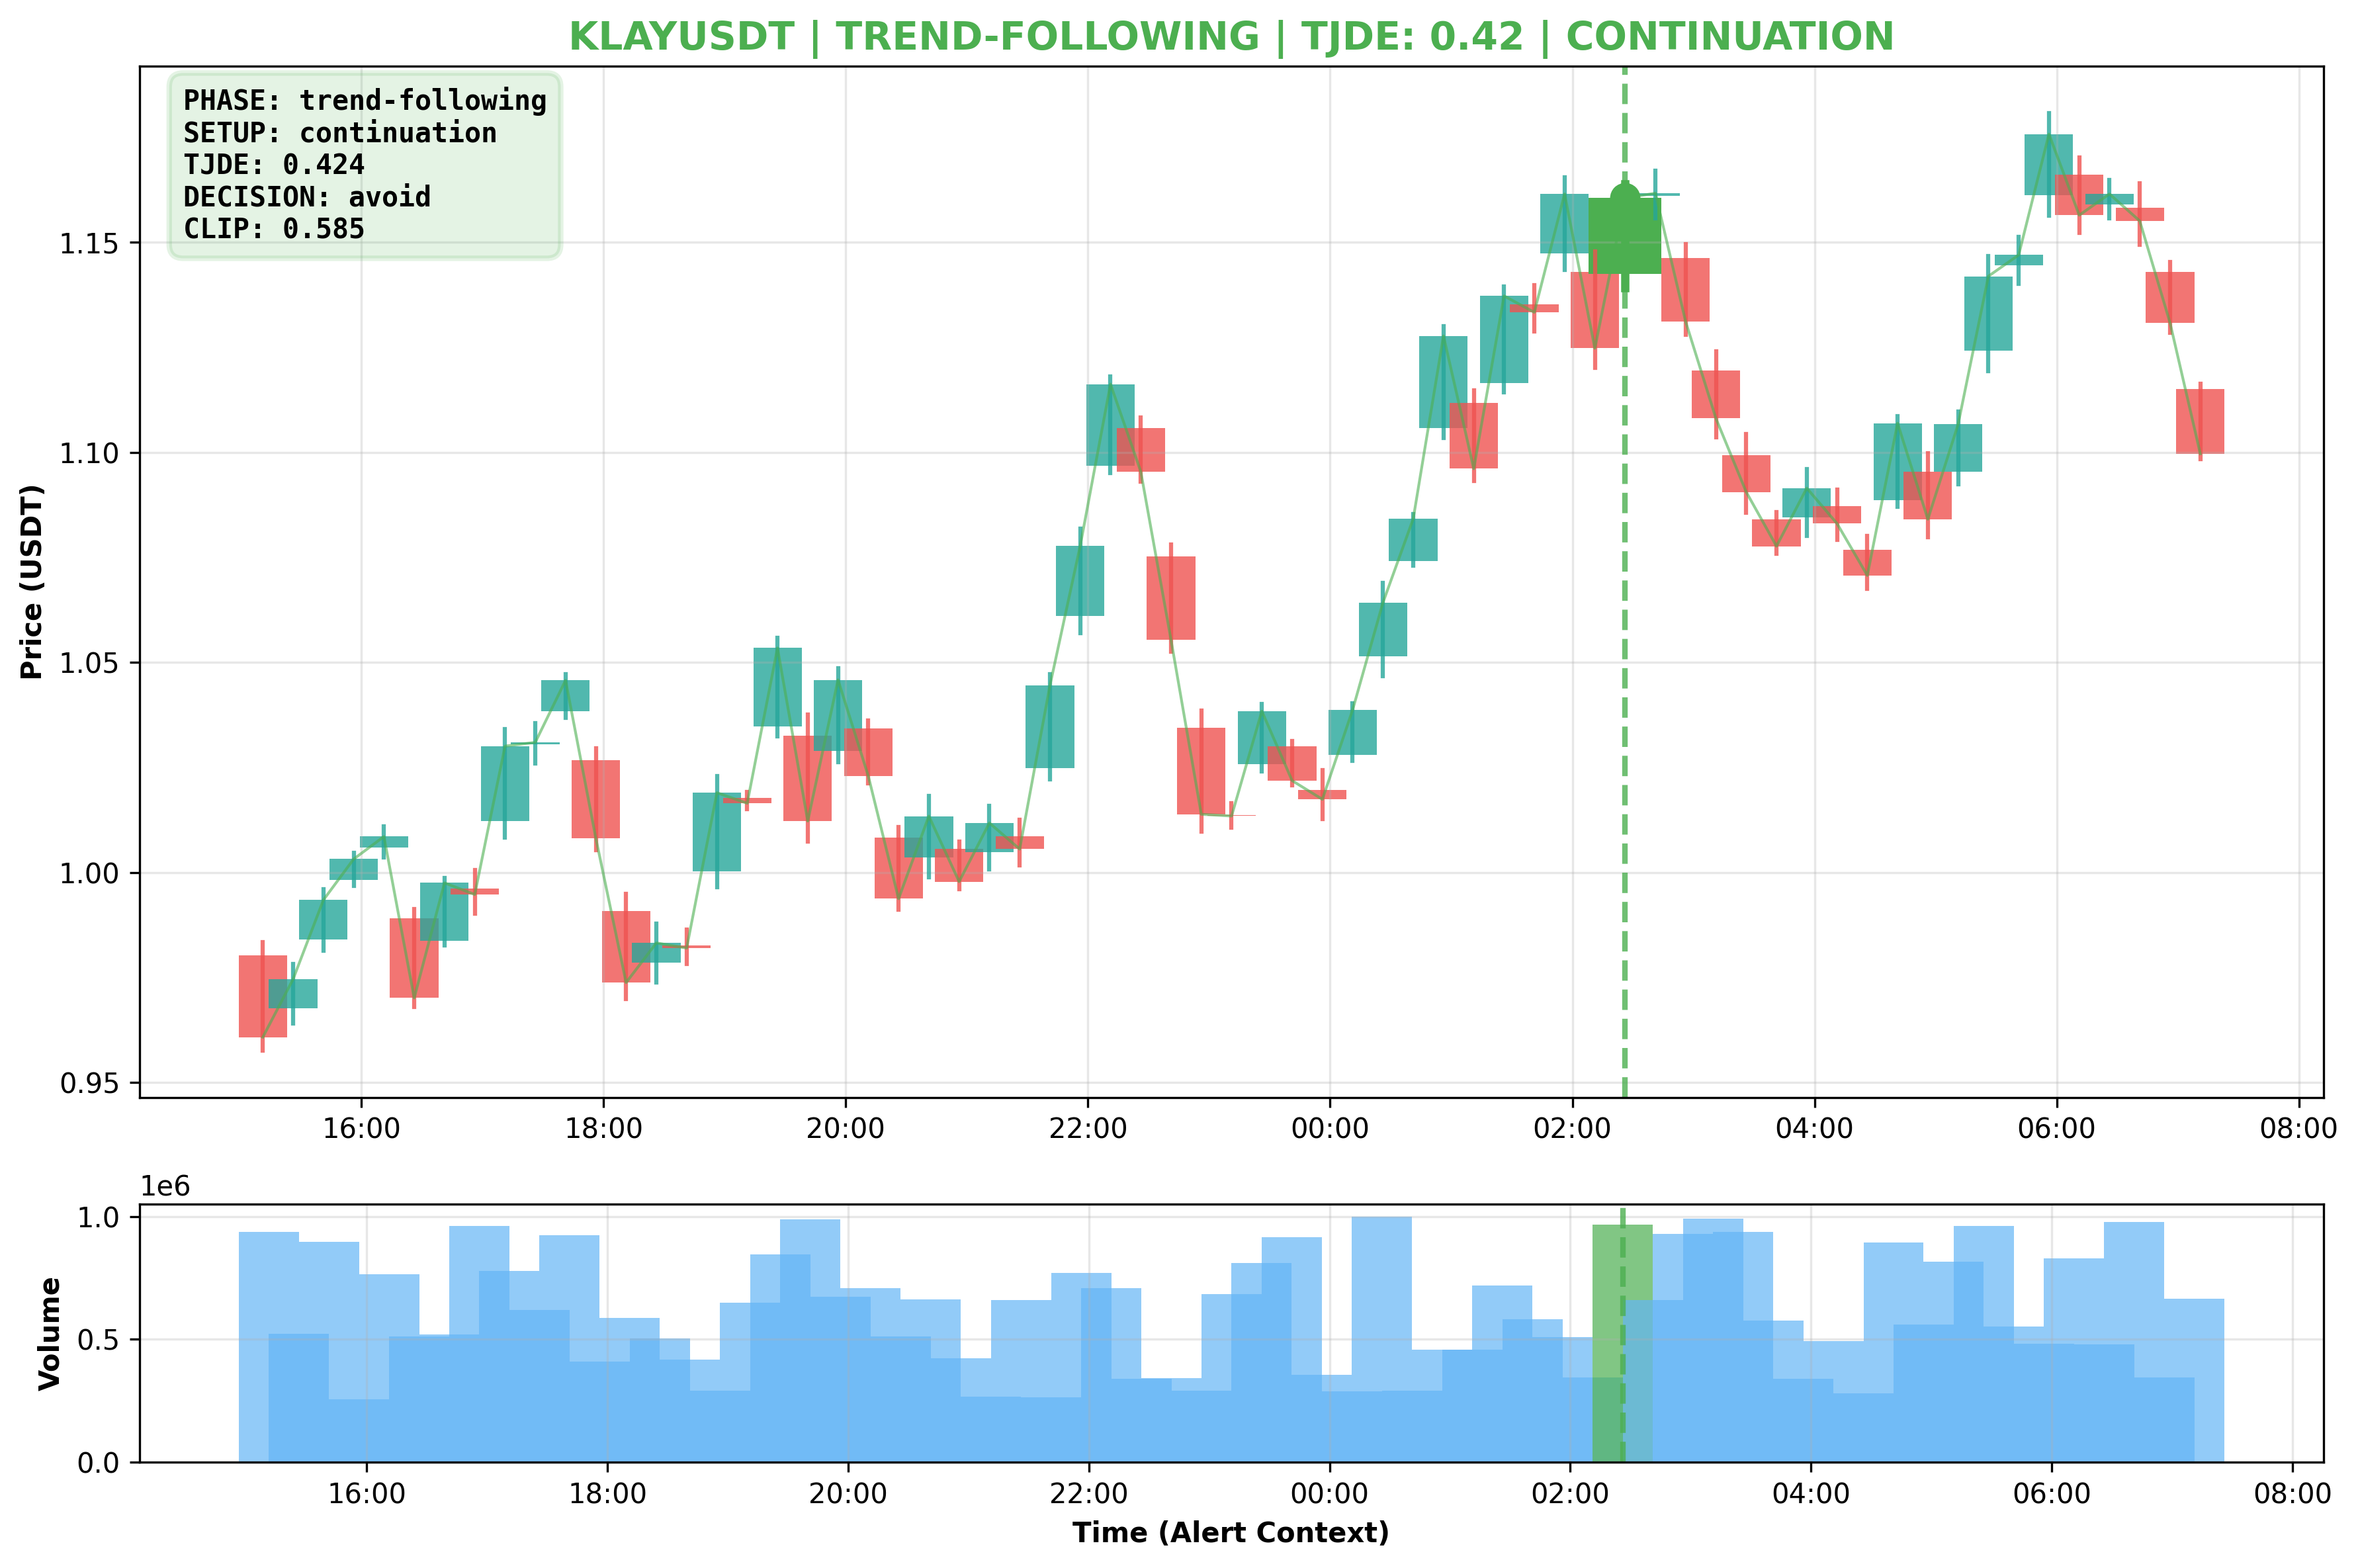 KLAYUSDT | TREND-FOLLOWING | TJDE: 0.42 | CONTINUATION
PHASE: trend-following
SETUP: continuation
TJDE: 0.424
DECISION: avoid
CLIP: 0.585
Price (USDT)
1.15
1.10
1.05
1.00
0.95
16:00 18:00 20:00 22:00 00:00 02:00 04:00 06:00 08:00
1e6
Volume
1.0
0.5
0.0
16:00 18:00 20:00 22:00 00:00 02:00 04:00 06:00 08:00
Time (Alert Context)